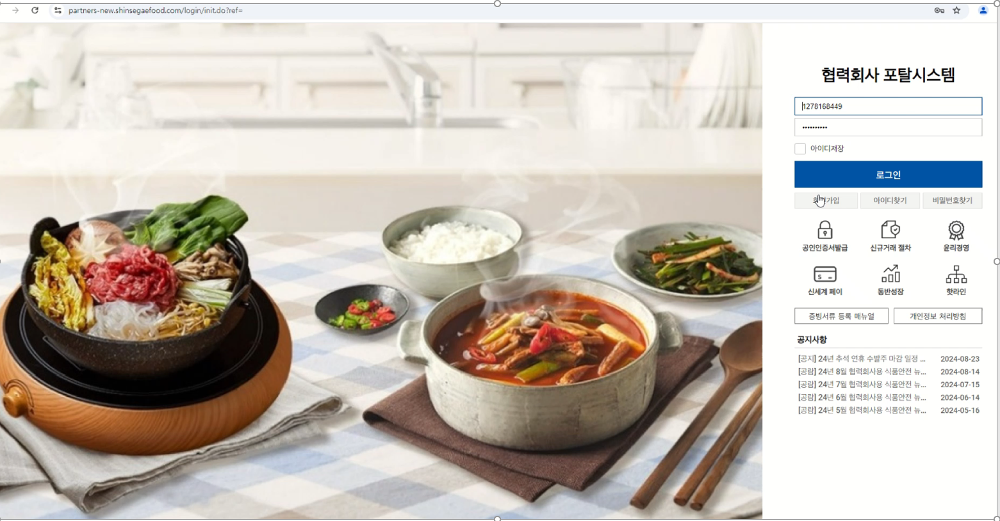 partners-new.shinsegaefood.com/login/init.do?ref=
협력회사 포탈시스템
1278168449
••••••••••
아이디저장
로그인
가입 아이디찾기 비밀번호찾기
공인인증서발급 신규거래 절차 윤리경영
신세계 페이 동반성장 핫라인
증빙서류 등록 매뉴얼 개인정보 처리방침
공지사항
[공지] 24년 추석 연휴 수발주 마감 일정 ... 2024-08-23
[공람] 24년 8월 협력회사용 식품안전 뉴... 2024-08-14
[공람] 24년 7월 협력회사용 식품안전 뉴... 2024-07-15
[공람] 24년 6월 협력회사용 식품안전 뉴... 2024-06-14
[공람] 24년 5월 협력회사용 식품안전 뉴... 2024-05-16